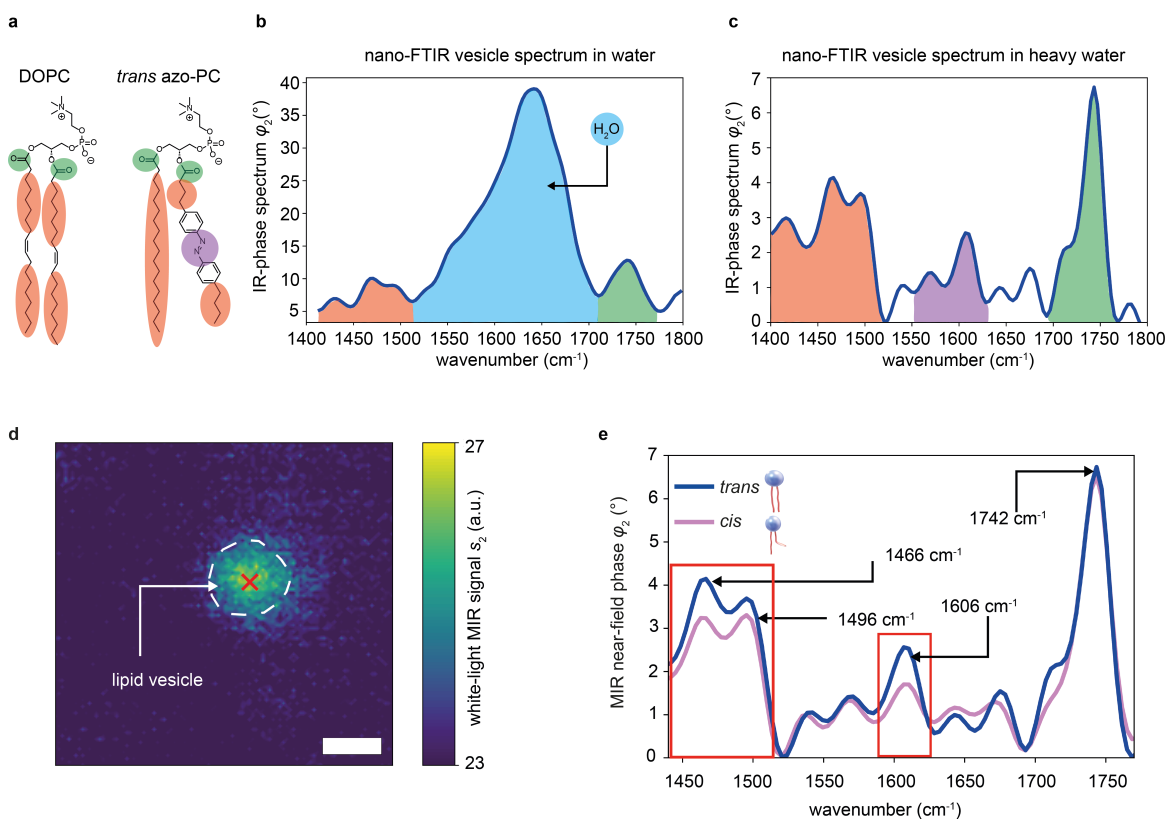 a
DOPC
trans azo-PC
N
⊕
O
P
O
O
O
⊖
O
O
O
O
N
⊕
O
P
O
O
O
⊖
O
O
O
O
N
N
b
nano-FTIR vesicle spectrum in water
IR-phase spectrum φ2(°)
40
35
30
25
20
15
10
5
H2O
1400 1450 1500 1550 1600 1650 1700 1750 1800
wavenumber (cm-1)
c
nano-FTIR vesicle spectrum in heavy water
IR-phase spectrum φ2(°)
7
6
5
4
3
2
1
0
1400 1450 1500 1550 1600 1650 1700 1750 1800
wavenumber (cm-1)
d
lipid vesicle
27
white-light MIR signal s2 (a.u.)
23
e
MIR near-field phase φ2 (°)
7
6
5
4
3
2
1
0
trans
cis
1742 cm-1
1466 cm-1
1496 cm-1
1606 cm-1
1450 1500 1550 1600 1650 1700 1750
wavenumber (cm-1)